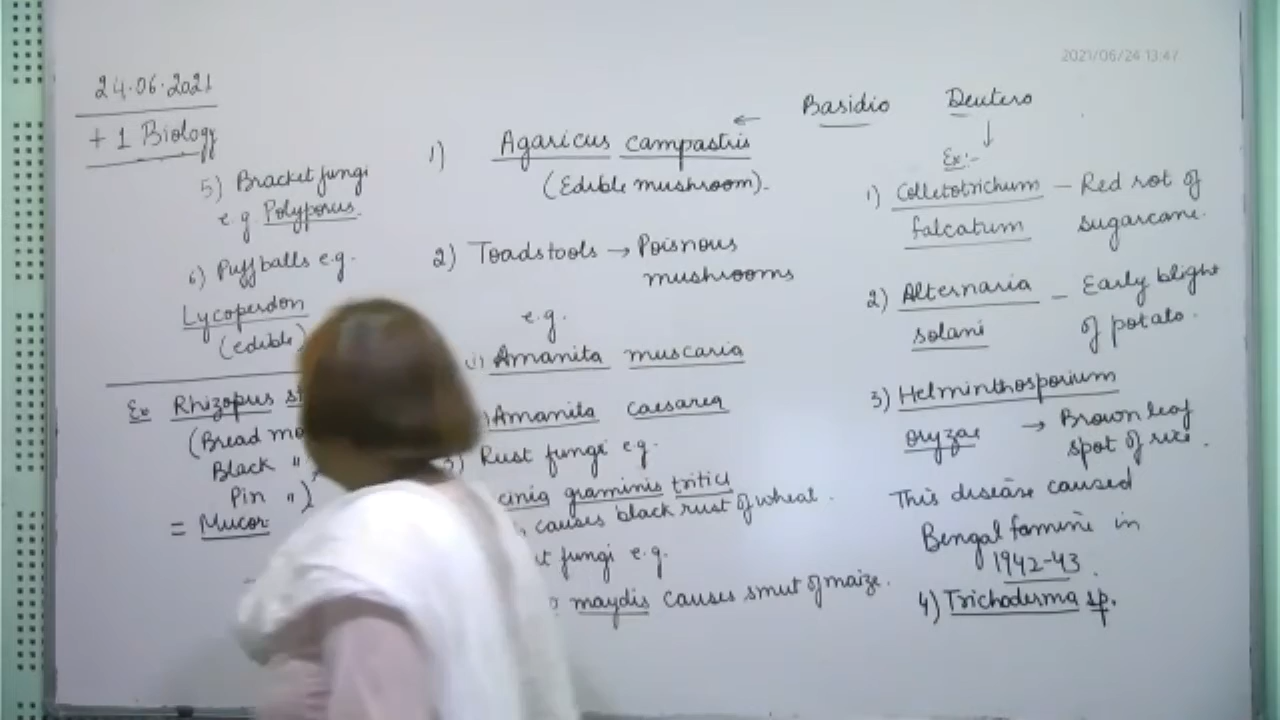 2021/06/24 13:47
24.06.2021
+ 1 Biology
5) Bracket fungi
e.g. Polyporus.
6) Puffballs e.g.
Lycoperdon
(edible)
Ex Rhizopus
(Bread
Black "
Pin ")
= Mucor
Basidio
1) Agaricus campastris ←
(Edible mushroom).
2) Toadstools → Poisnous
mushrooms
e.g.
i) Amanita muscaria
) Amanita caesarea
3) Rust fungi eg.
graminis tritici
causes black rust of wheat.
fungi e.g.
maydis causes smut of maize.
Deutero
↓
Ex:-
1) Colletotrichum – Red rot of
falcatum sugarcane.
2) Alternaria – Early blight
solani of potato.
3) Helminthosporium
oryzae → Brown leaf
spot of rice.
This disease caused
Bengal famine in
1942-43.
4) Trichoderma sp.